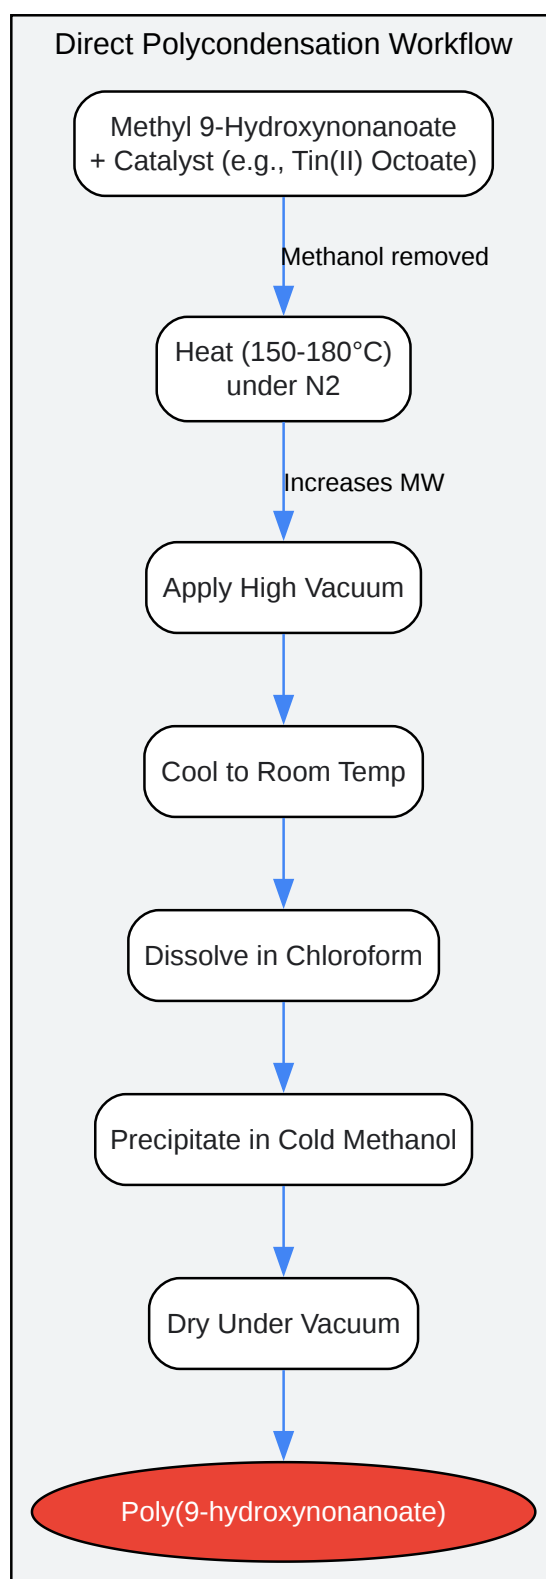 Direct Polycondensation Workflow
Methyl 9-Hydroxynonanoate
+ Catalyst (e.g., Tin(II) Octoate)
Methanol removed
Heat (150-180°C)
under N2
Increases MW
Apply High Vacuum
Cool to Room Temp
Dissolve in Chloroform
Precipitate in Cold Methanol
Dry Under Vacuum
Poly(9-hydroxynonanoate)